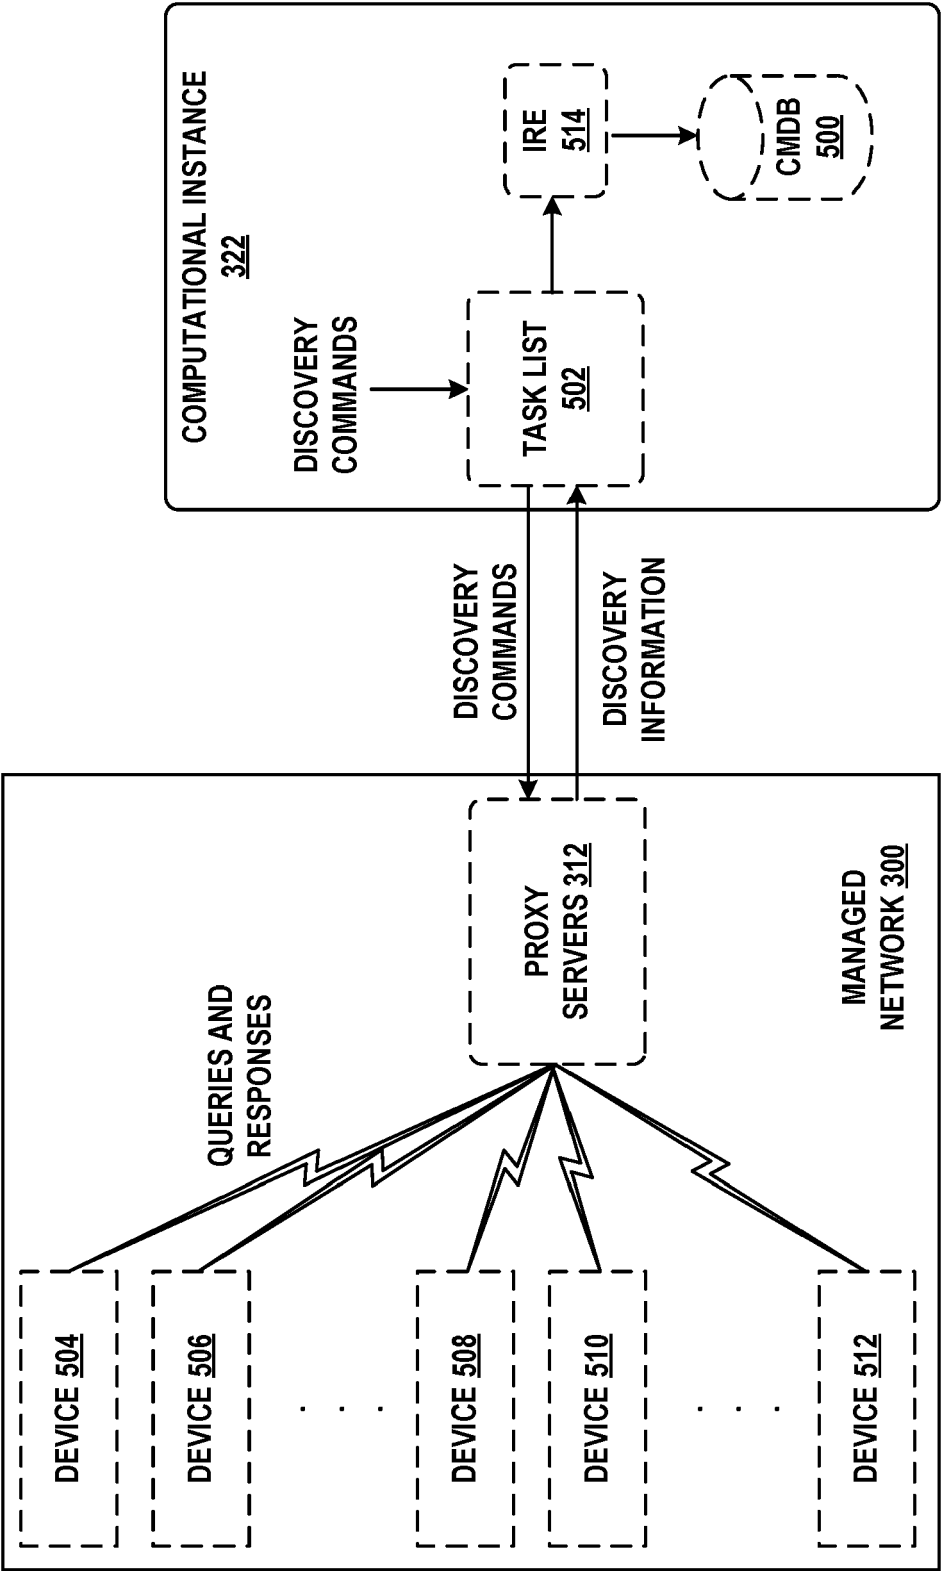 COMPUTATIONAL INSTANCE
322
DISCOVERY
COMMANDS
TASK LIST
502
IRE
514
CMDB
500
DISCOVERY
COMMANDS
DISCOVERY
INFORMATION
QUERIES AND
RESPONSES
PROXY
SERVERS 312
MANAGED
NETWORK 300
DEVICE 504
DEVICE 506
DEVICE 508
DEVICE 510
DEVICE 512